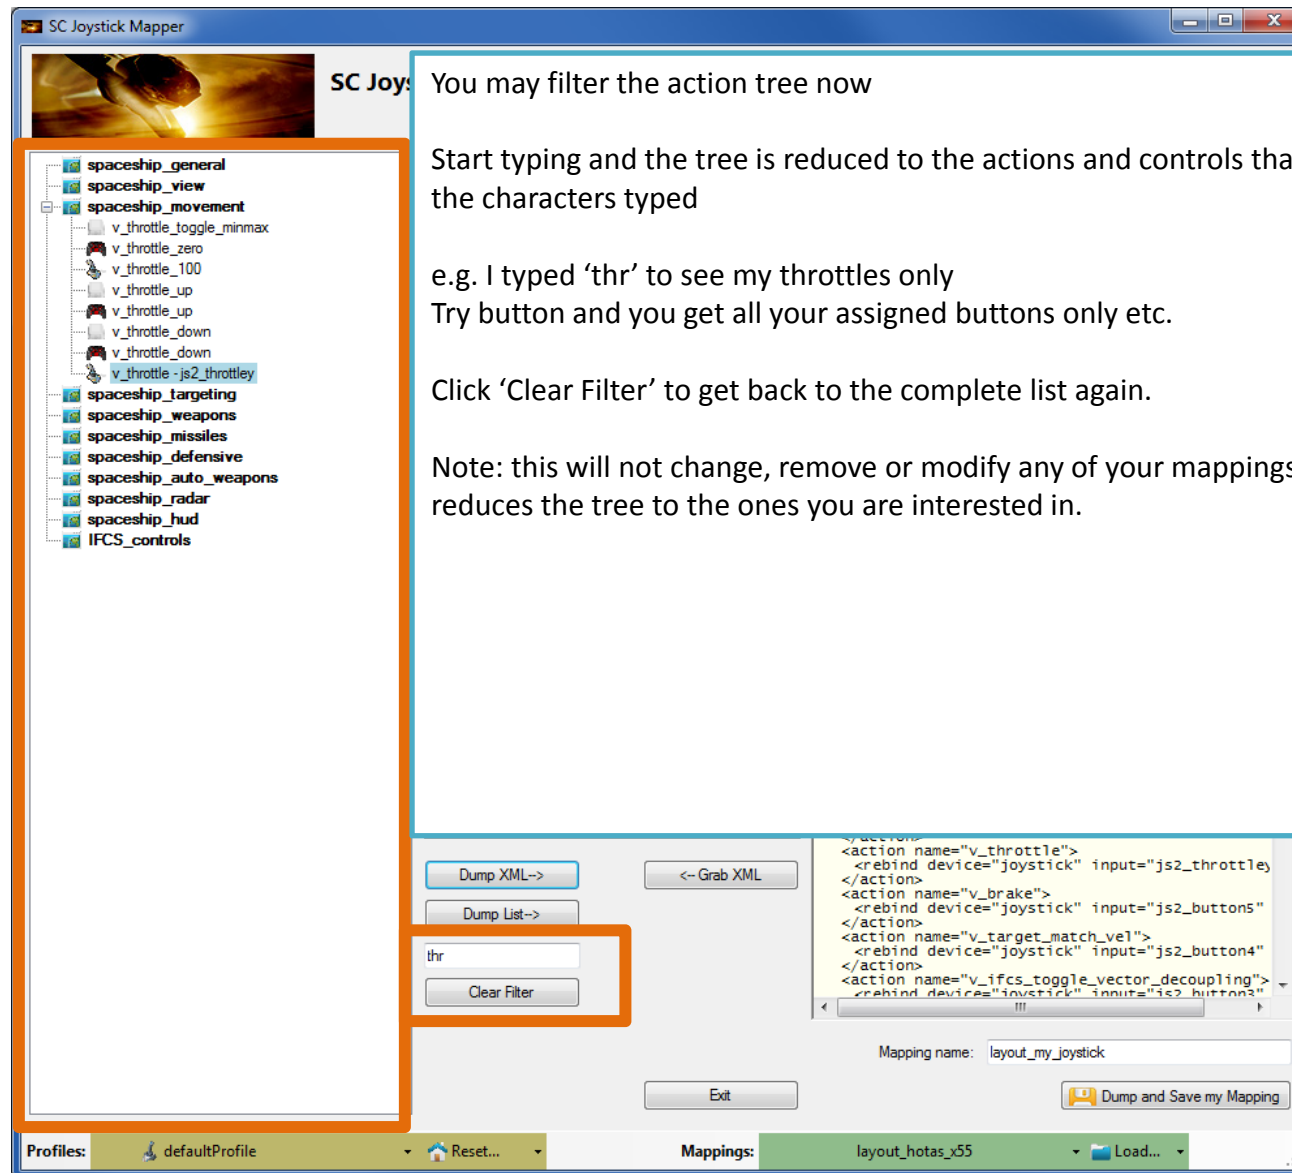 SC Joystick Mapper
SC Joys
You may filter the action tree now
Start typing and the tree is reduced to the actions and controls tha
the characters typed
e.g. I typed ‘thr’ to see my throttles only
Try button and you get all your assigned buttons only etc.
Click ‘Clear Filter’ to get back to the complete list again.
Note: this will not change, remove or modify any of your mappings
reduces the tree to the ones you are interested in.
spaceship_general
spaceship_view
spaceship_movement
v_throttle_toggle_minmax
v_throttle_zero
v_throttle_100
v_throttle_up
v_throttle_up
v_throttle_down
v_throttle_down
v_throttle - js2_throttley
spaceship_targeting
spaceship_weapons
spaceship_missiles
spaceship_defensive
spaceship_auto_weapons
spaceship_radar
spaceship_hud
IFCS_controls
Dump XML-->
<-- Grab XML
Dump List-->
thr
Clear Filter
</action>
<action name="v_throttle">
<rebind device="joystick" input="js2_throttley
</action>
<action name="v_brake">
<rebind device="joystick" input="js2_button5"
</action>
<action name="v_target_match_vel">
<rebind device="joystick" input="js2_button4"
</action>
<action name="v_ifcs_toggle_vector_decoupling">
<rebind device="joystick" input="js2_button3"
Mapping name: layout_my_joystick
Exit
Dump and Save my Mapping
Profiles: defaultProfile Reset... Mappings: layout_hotas_x55 Load...